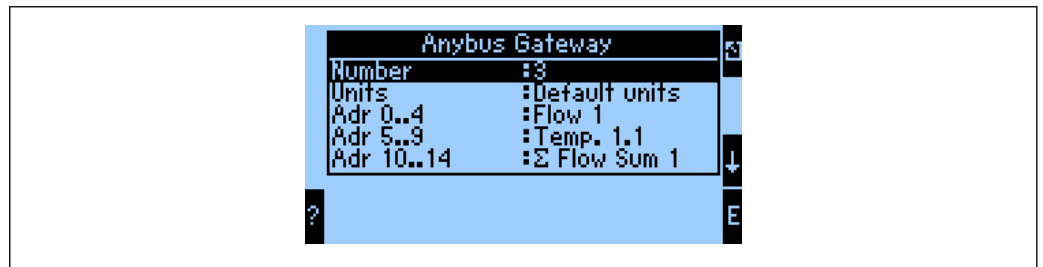 Anybus Gateway
Number :3
Units :Default units
Adr 0..4 :Flow 1
Adr 5..9 :Temp. 1.1
Adr 10..14 :Σ Flow Sum 1
? E